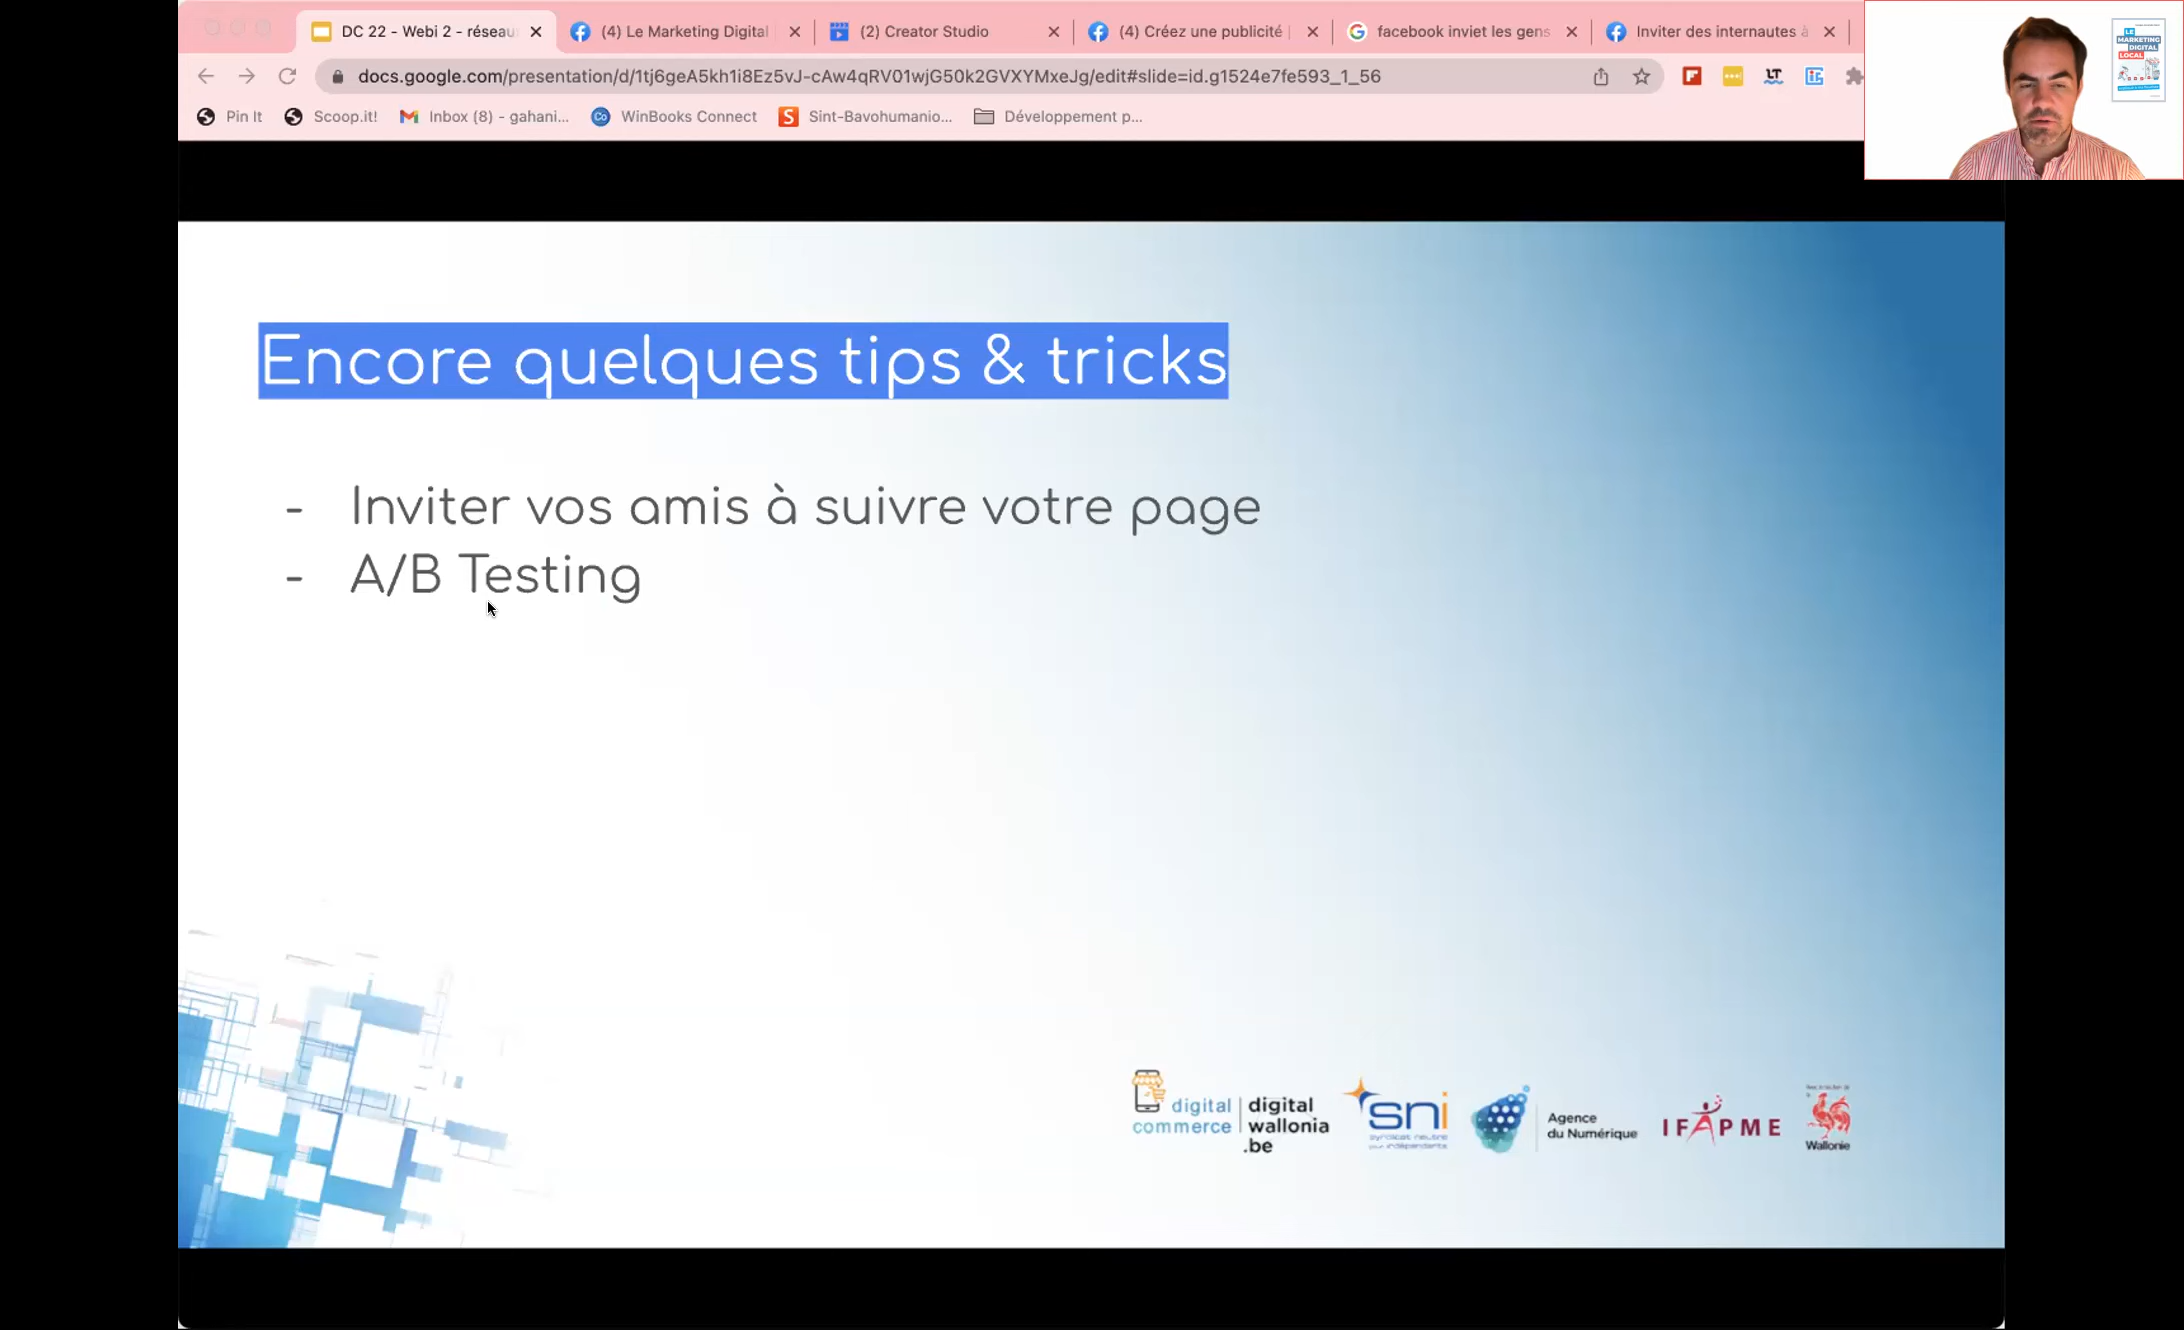 DC 22 - Webi 2 - réseau
(4) Le Marketing Digital
(2) Creator Studio
(4) Créez une publicité |
facebook inviet les gens
Inviter des internautes à
docs.google.com/presentation/d/1tj6geA5kh1i8Ez5vJ-cAw4qRV01wjG50k2GVXYMxeJg/edit#slide=id.g1524e7fe593_1_56
Pin It
Scoop.it!
Inbox (8) - gahani...
WinBooks Connect
Sint-Bavohumanio...
Développement p...
LE
MARKETING
DIGITAL
LOCAL
Encore quelques tips & tricks
- Inviter vos amis à suivre votre page
- A/B Testing
digital commerce
digital wallonia .be
sni
syndicat neutre
pour indépendants
Agence
du Numérique
IFAPME
Wallonie